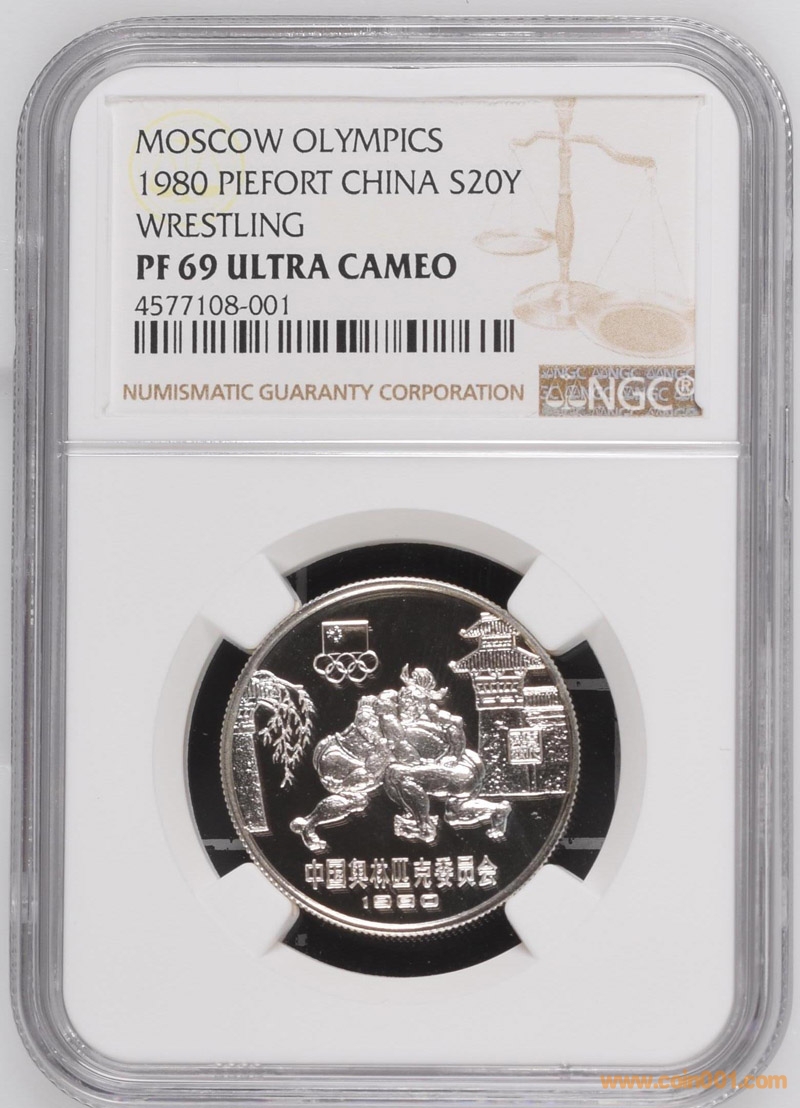 MOSCOW OLYMPICS
1980 PIEFORT CHINA S20Y
WRESTLING
PF 69 ULTRA CAMEO
4577108-001
NUMISMATIC GUARANTY CORPORATION
NGC®
中国奥林匹克委员会
1980
www.coin001.com